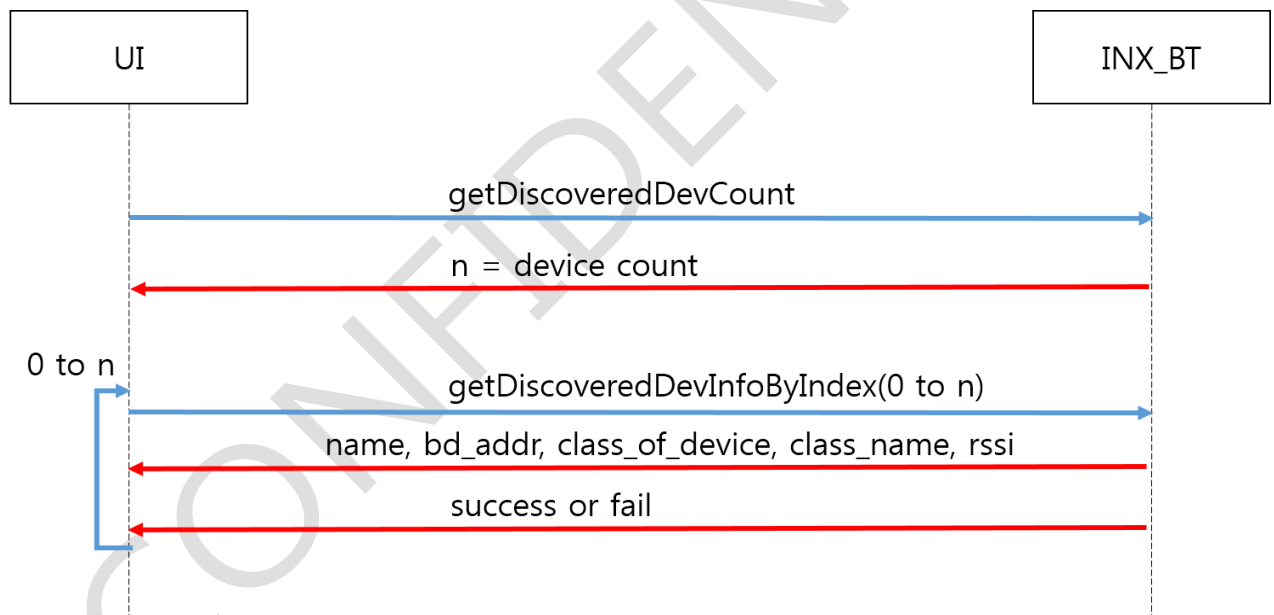 UI
INX_BT
getDiscoveredDevCount
n = device count
0 to n
getDiscoveredDevInfoByIndex(0 to n)
name, bd_addr, class_of_device, class_name, rssi
success or fail
CONFIDEN